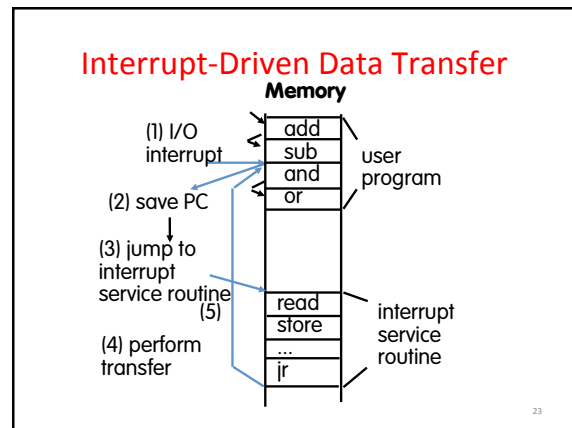 Interrupt-Driven Data Transfer
Memory
(1) I/O
interrupt
add
sub
and
or
user
program
(2) save PC
(3) jump to
interrupt
service routine
(5)
(4) perform
transfer
read
store
...
jr
interrupt
service
routine
23